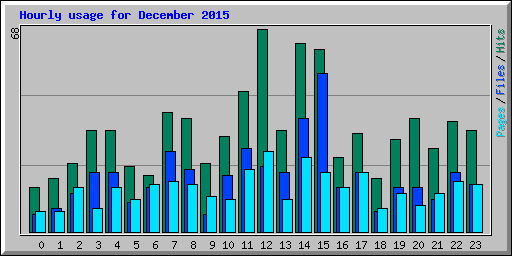 Hourly usage for December 2015
68
Pages / Files / Hits
0 1 2 3 4 5 6 7 8 9 10 11 12 13 14 15 16 17 18 19 20 21 22 23